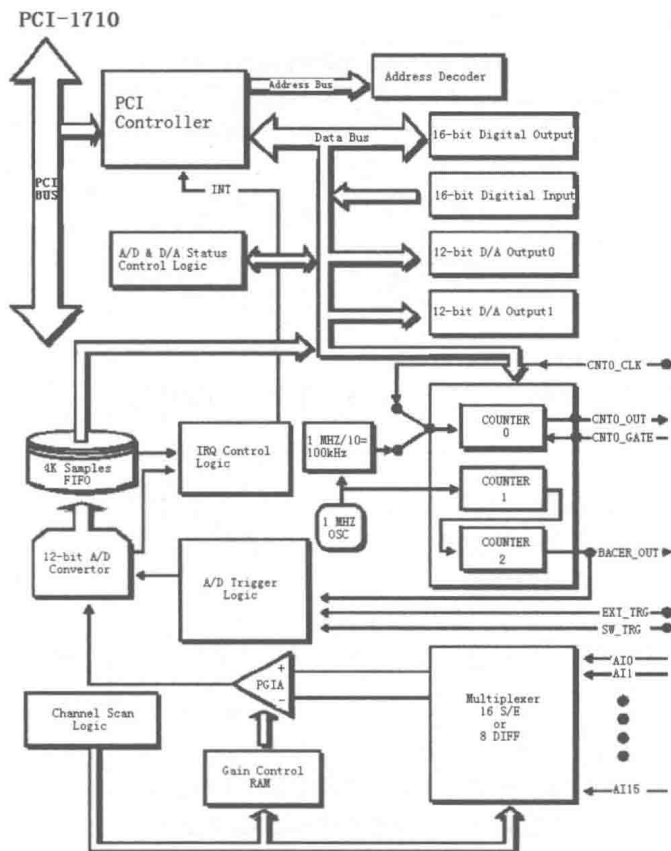 PCI-1710
PCI
Controller
Address Bus
Address Decoder
Data Bus
16-bit Digital Output
PCI
BUS
INT
16-bit Digitial Input
A/D & D/A Status
Control Logic
12-bit D/A Output0
12-bit D/A Output1
CNT0_CLK
1 MHZ/10=
100kHz
COUNTER
0
CNT0_OUT
CNT0_GATE
4K Samples
FIFO
IRQ Control
Logic
COUNTER
1
1 MHZ
OSC
12-bit A/D
Convertor
COUNTER
2
BACER_OUT
A/D Trigger
Logic
EXT_TRG
SW_TRG
AI0
AI1
+
PGIA
-
Multiplexer
16 S/E
or
8 DIFF
Channel Scan
Logic
Gain Control
RAM
AI15